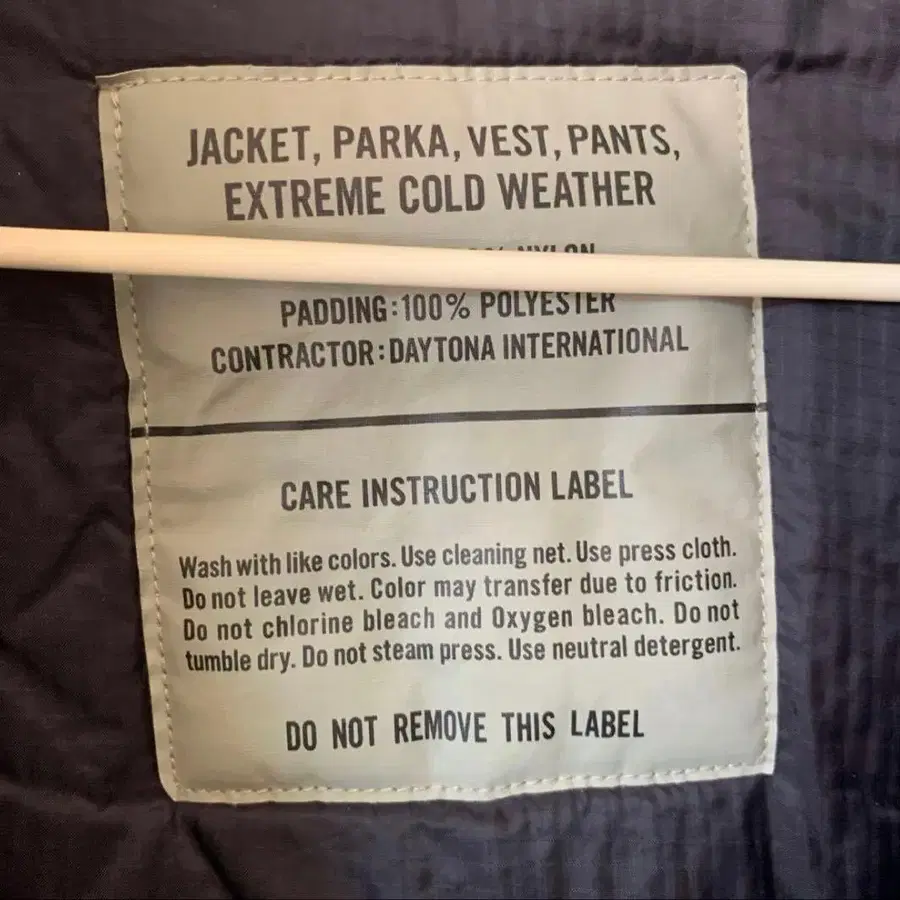 JACKET, PARKA, VEST, PANTS,
EXTREME COLD WEATHER
NYLON
PADDING:100% POLYESTER
CONTRACTOR:DAYTONA INTERNATIONAL
CARE INSTRUCTION LABEL
Wash with like colors. Use cleaning net. Use press cloth.
Do not leave wet. Color may transfer due to friction.
Do not chlorine bleach and Oxygen bleach. Do not
tumble dry. Do not steam press. Use neutral detergent.
DO NOT REMOVE THIS LABEL